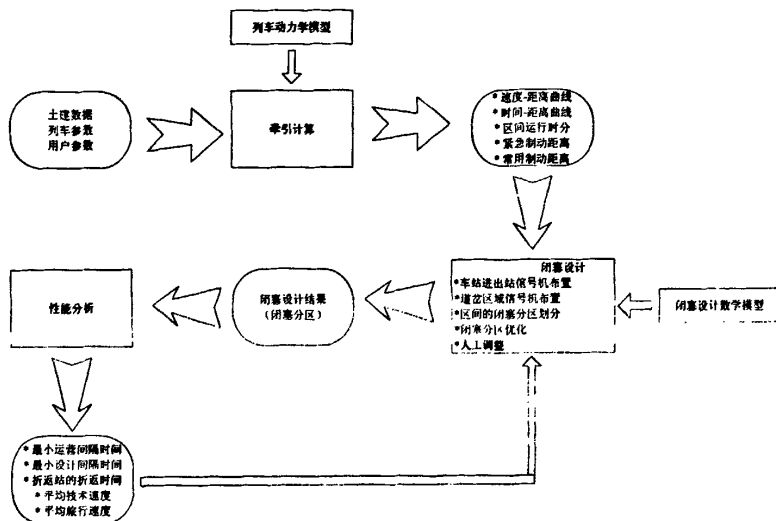 列车动力学模型
土建数据
列车参数
用户参数
牵引计算
* 速度-距离曲线
* 时间-距离曲线
* 区间运行时分
* 紧急制动距离
* 常用制动距离
闭塞设计
*车站进出站信号机布置
*道岔区域信号机布置
*区间的闭塞分区划分
*闭塞分区优化
*人工调整
闭塞设计数学模型
闭塞设计结果
(闭塞分区)
性能分析
* 最小运营间隔时间
* 最小设计间隔时间
* 折返站的折返时间
* 平均技术速度
* 平均旅行速度